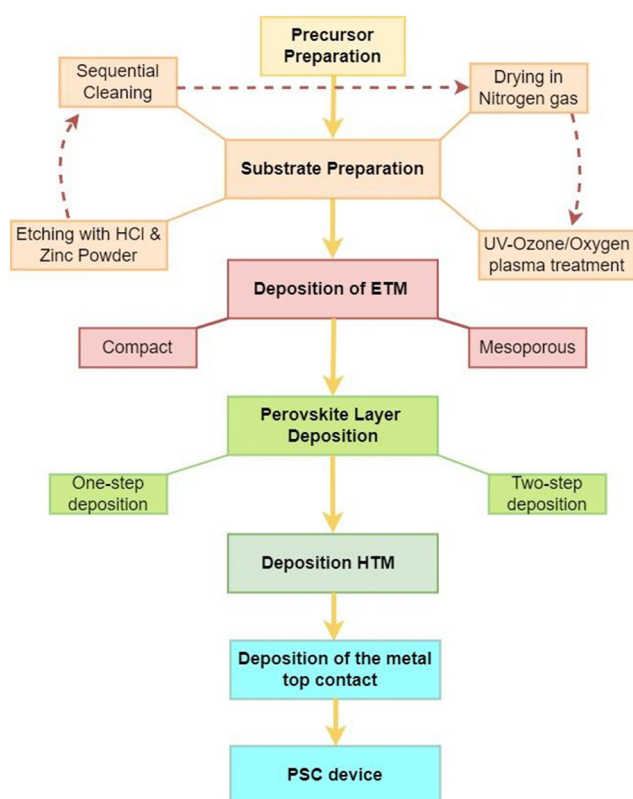 Precursor
Preparation
Sequential
Cleaning
Drying in
Nitrogen gas
Substrate Preparation
Etching with HCl &
Zinc Powder
UV-Ozone/Oxygen
plasma treatment
Deposition of ETM
Compact
Mesoporous
Perovskite Layer
Deposition
One-step
deposition
Two-step
deposition
Deposition HTM
Deposition of the metal
top contact
PSC device